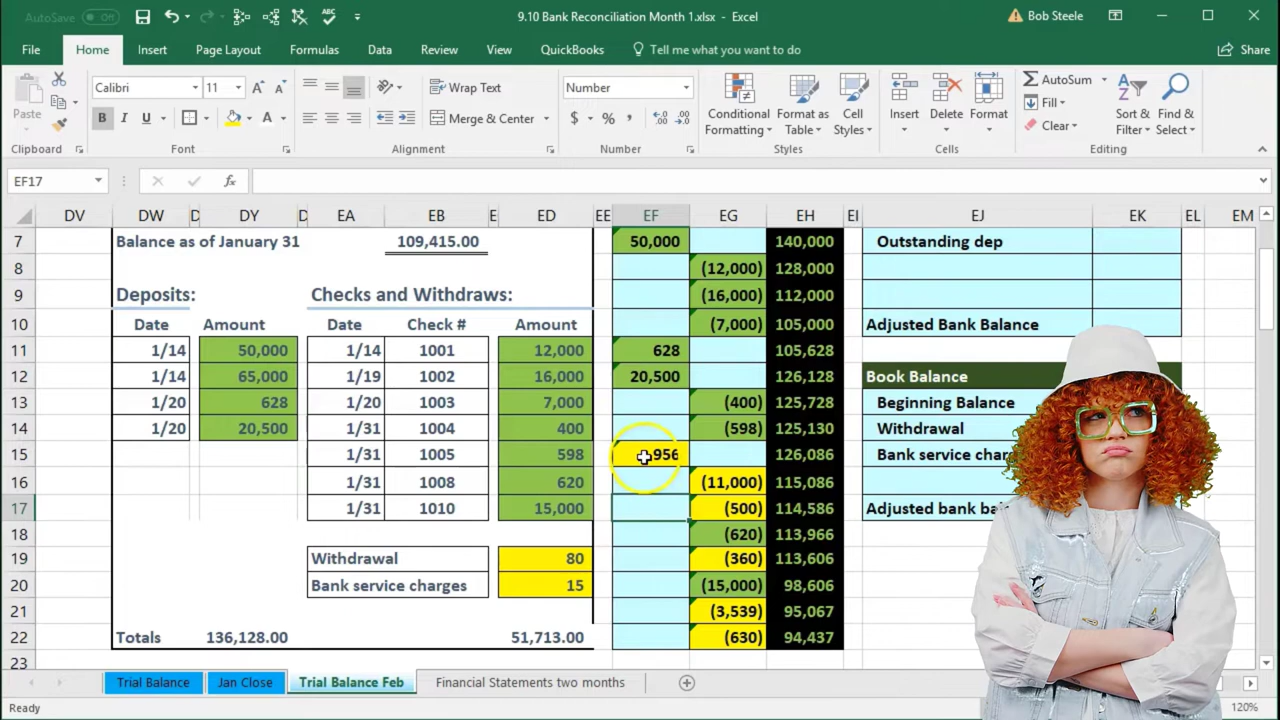 AutoSave Off 9.10 Bank Reconciliation Month 1.xlsx - Excel Bob Steele
File Home Insert Page Layout Formulas Data Review View QuickBooks Tell me what you want to do Share
Calibri 11 A A Wrap Text Number AutoSum
Paste B I U A Merge & Center $ % , Conditional Formatting Format as Table Cell Styles Insert Delete Format Fill Clear Sort & Filter Find & Select
Clipboard Font Alignment Number Styles Cells Editing
EF17 fx
DV DW D DY D EA EB E ED EE EF EG EH EI EJ EK EL EM
7 Balance as of January 31 109,415.00 50,000 140,000 Outstanding dep
8 (12,000) 128,000
9 Deposits: Checks and Withdraws: (16,000) 112,000
10 Date Amount Date Check # Amount (7,000) 105,000 Adjusted Bank Balance
11 1/14 50,000 1/14 1001 12,000 628 105,628
12 1/14 65,000 1/19 1002 16,000 20,500 126,128 Book Balance
13 1/20 628 1/20 1003 7,000 (400) 125,728 Beginning Balance
14 1/20 20,500 1/31 1004 400 (598) 125,130 Withdrawal
15 1/31 1005 598 956 126,086 Bank service
16 1/31 1008 620 (11,000) 115,086
17 1/31 1010 15,000 (500) 114,586 Adjusted bank
18 (620) 113,966
19 Withdrawal 80 (360) 113,606
20 Bank service charges 15 (15,000) 98,606
21 (3,539) 95,067
22 Totals 136,128.00 51,713.00 (630) 94,437
23
Trial Balance Jan Close Trial Balance Feb Financial Statements two months
Ready 120%